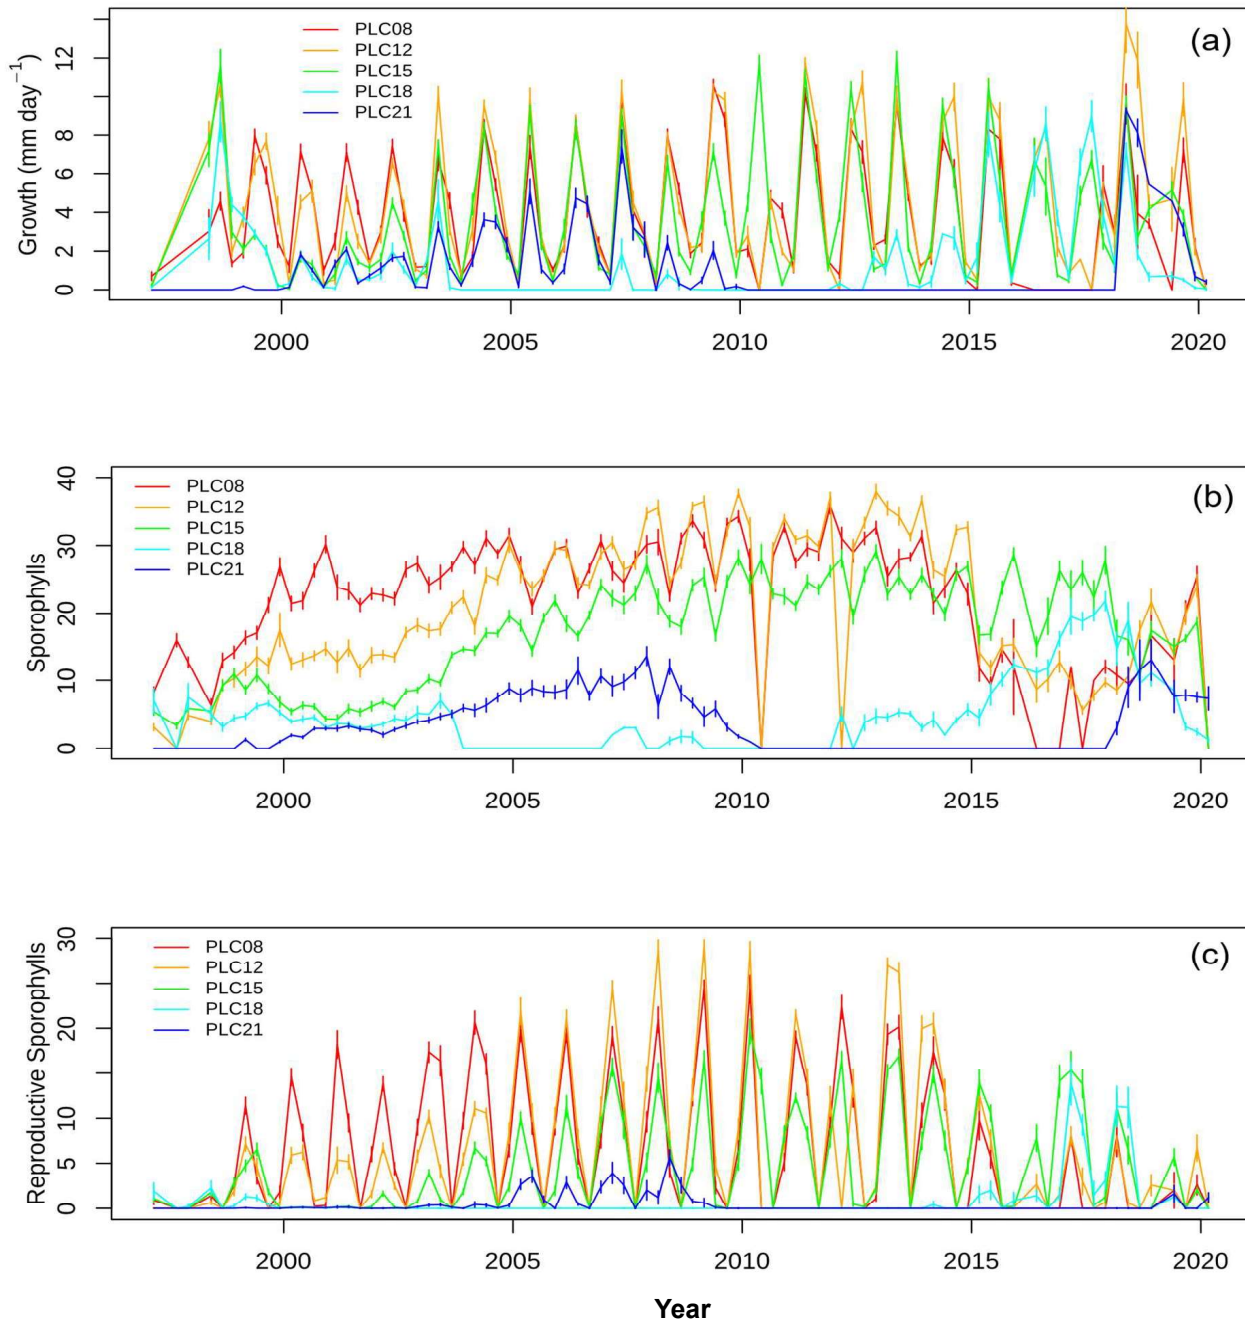 (a)
PLC08
PLC12
PLC15
PLC18
PLC21
Growth (mm day⁻¹)
12
8
6
4
2
0
2000 2005 2010 2015 2020
(b)
PLC08
PLC12
PLC15
PLC18
PLC21
Sporophylls
40
30
20
10
0
2000 2005 2010 2015 2020
(c)
PLC08
PLC12
PLC15
PLC18
PLC21
Reproductive Sporophylls
30
20
10
5
0
2000 2005 2010 2015 2020
Year